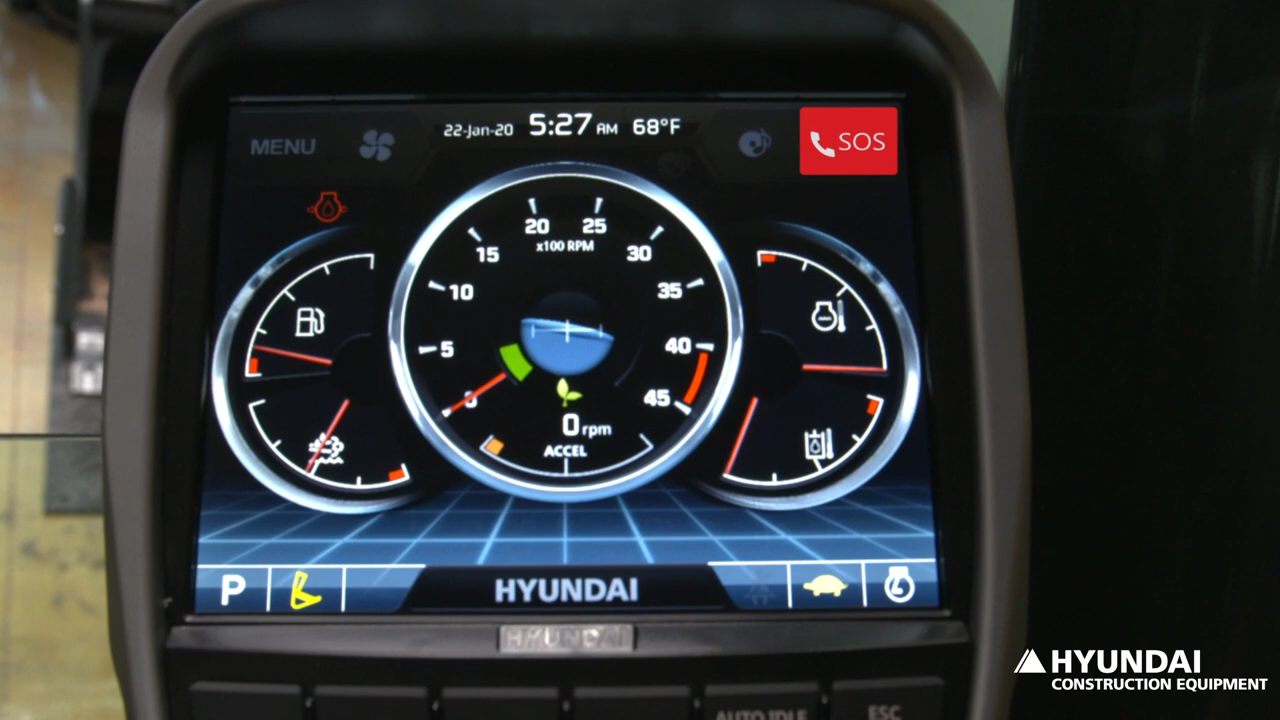 22-Jan-20 5:27 AM 68°F
MENU
SOS
20 25
x100 RPM
15 30
10 35
5 40
0 45
0 rpm
ACCEL
P
HYUNDAI
HYUNDAI
AUTO IDLE
ESC
HYUNDAI
CONSTRUCTION EQUIPMENT